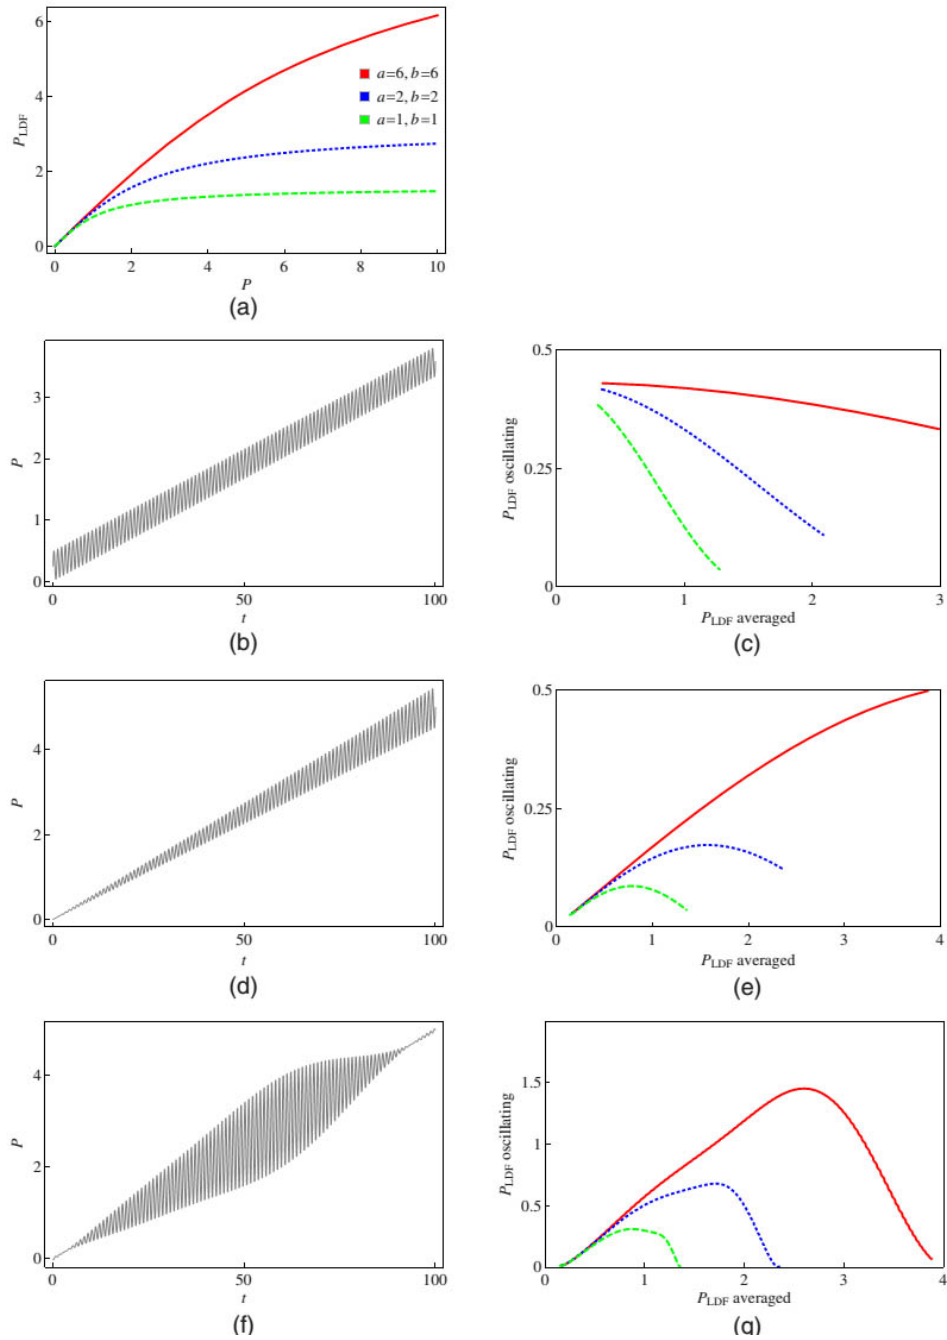 6
4
2
0
P_LDF
a=6, b=6
a=2, b=2
a=1, b=1
0 2 4 6 8 10
P
(a)
3
2
1
0
P
0 50 100
t
(b)
0.5
0.25
0
P_LDF oscillating
0 1 2 3
P_LDF averaged
(c)
4
2
0
P
0 50 100
t
(d)
0.5
0.25
0
P_LDF oscillating
0 1 2 3 4
P_LDF averaged
(e)
4
2
0
P
0 50 100
t
(f)
1.5
1
0.5
0
P_LDF oscillating
0 1 2 3 4
P_LDF averaged
(g)